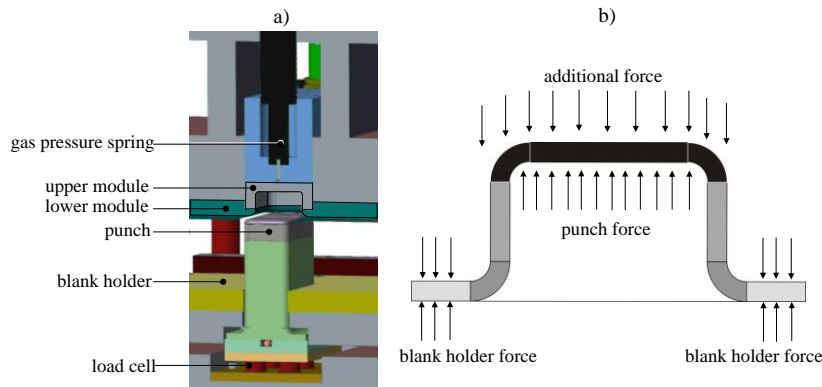 a)
gas pressure spring
upper module
lower module
punch
blank holder
load cell
b)
additional force
punch force
blank holder force
blank holder force